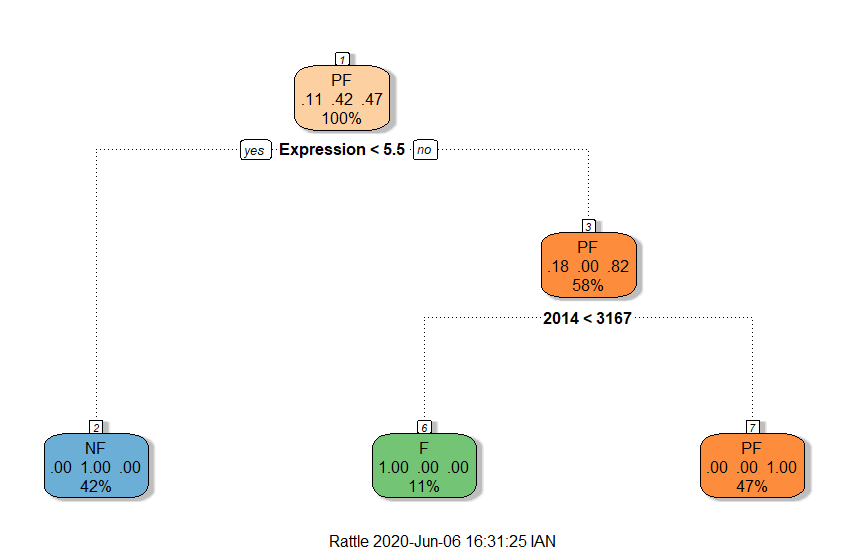 1
PF
.11 .42 .47
100%
yes Expression < 5.5 no
3
PF
.18 .00 .82
58%
2014 < 3167
2
NF
.00 1.00 .00
42%
6
F
1.00 .00 .00
11%
7
PF
.00 .00 1.00
47%
Rattle 2020-Jun-06 16:31:25 IAN